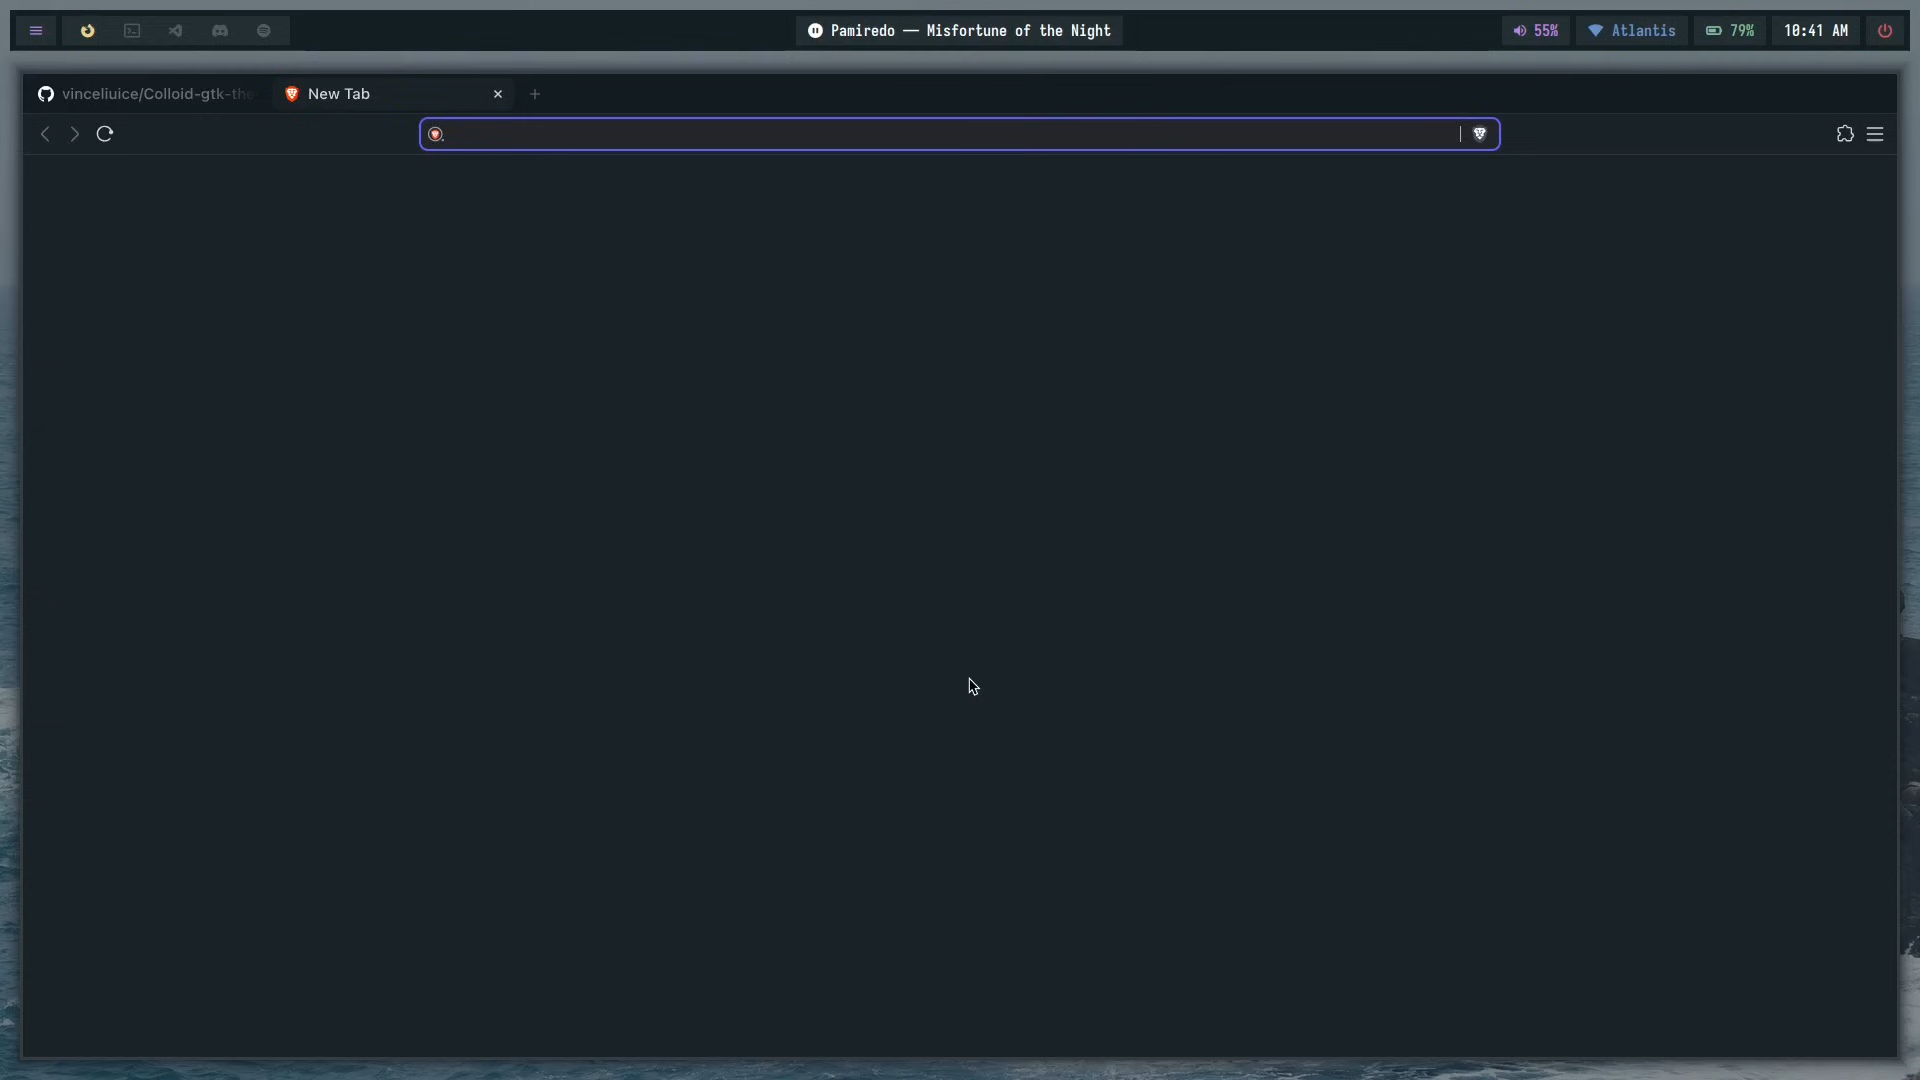 Pamiredo — Misfortune of the Night
55%
Atlantis
79%
10:41 AM
vinceliuice/Colloid-gtk-the
New Tab